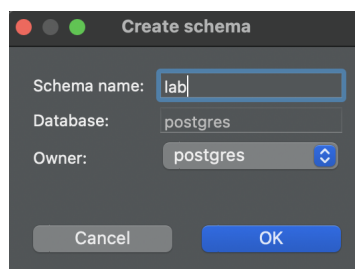 Create schema
Schema name: lab
Database: postgres
Owner: postgres
Cancel OK